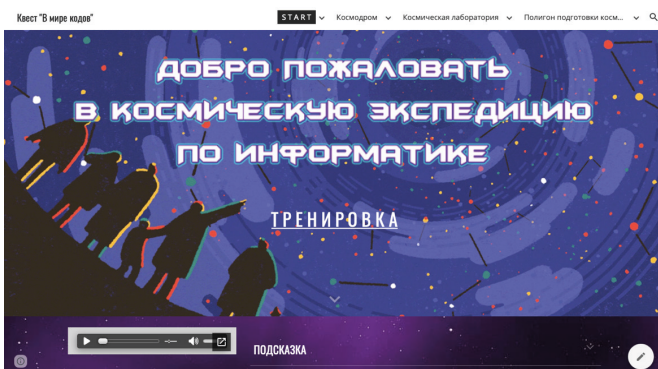 Квест "В мире кодов"
START
Космодром
Космическая лаборатория
Полигон подготовки косм...
ДОБРО ПОЖАЛОВАТЬ
В КОСМИЧЕСКУЮ ЭКСПЕДИЦИЮ
ПО ИНФОРМАТИКЕ
ТРЕНИРОВКА
ПОДСКАЗКА